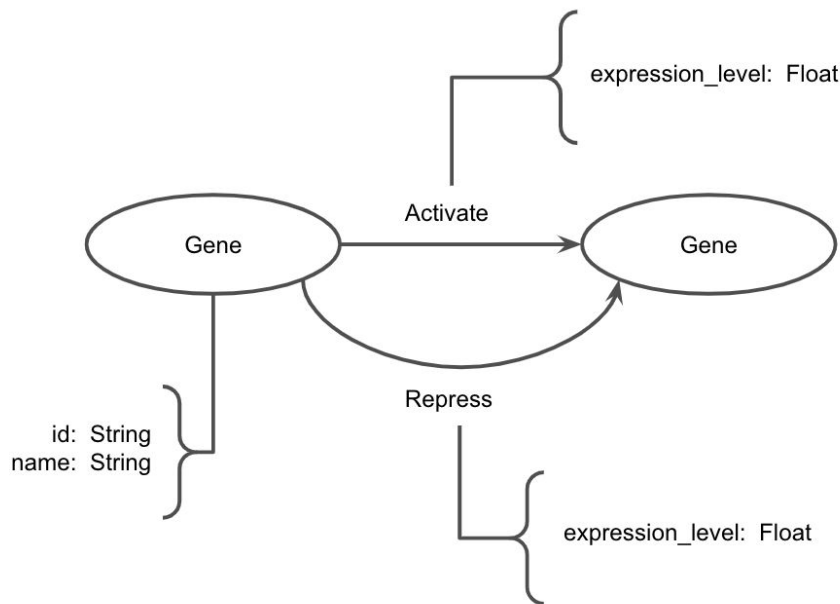 expression_level: Float
Activate
Gene
Gene
Repress
id: String
name: String
expression_level: Float